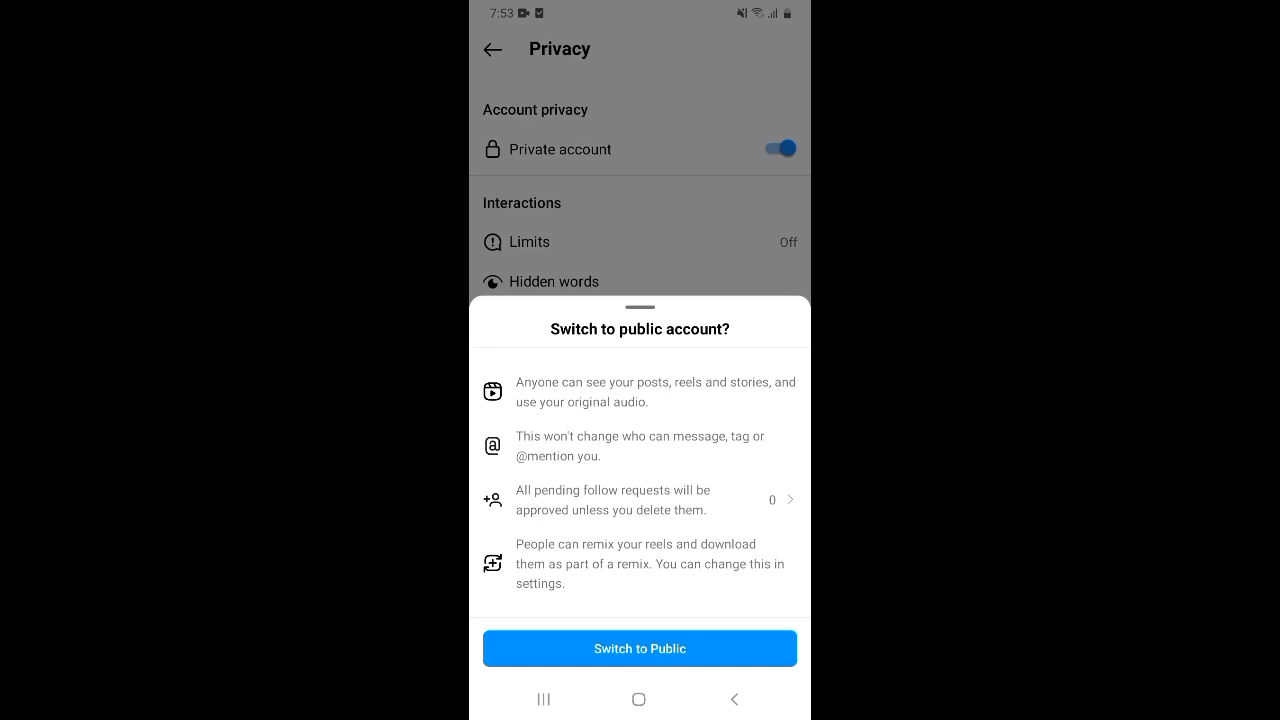 7:53
Privacy
Account privacy
Private account
Interactions
Limits
Off
Hidden words
Switch to public account?
Anyone can see your posts, reels and stories, and
use your original audio.
This won't change who can message, tag or
@mention you.
All pending follow requests will be
approved unless you delete them.
0
People can remix your reels and download
them as part of a remix. You can change this in
settings.
Switch to Public